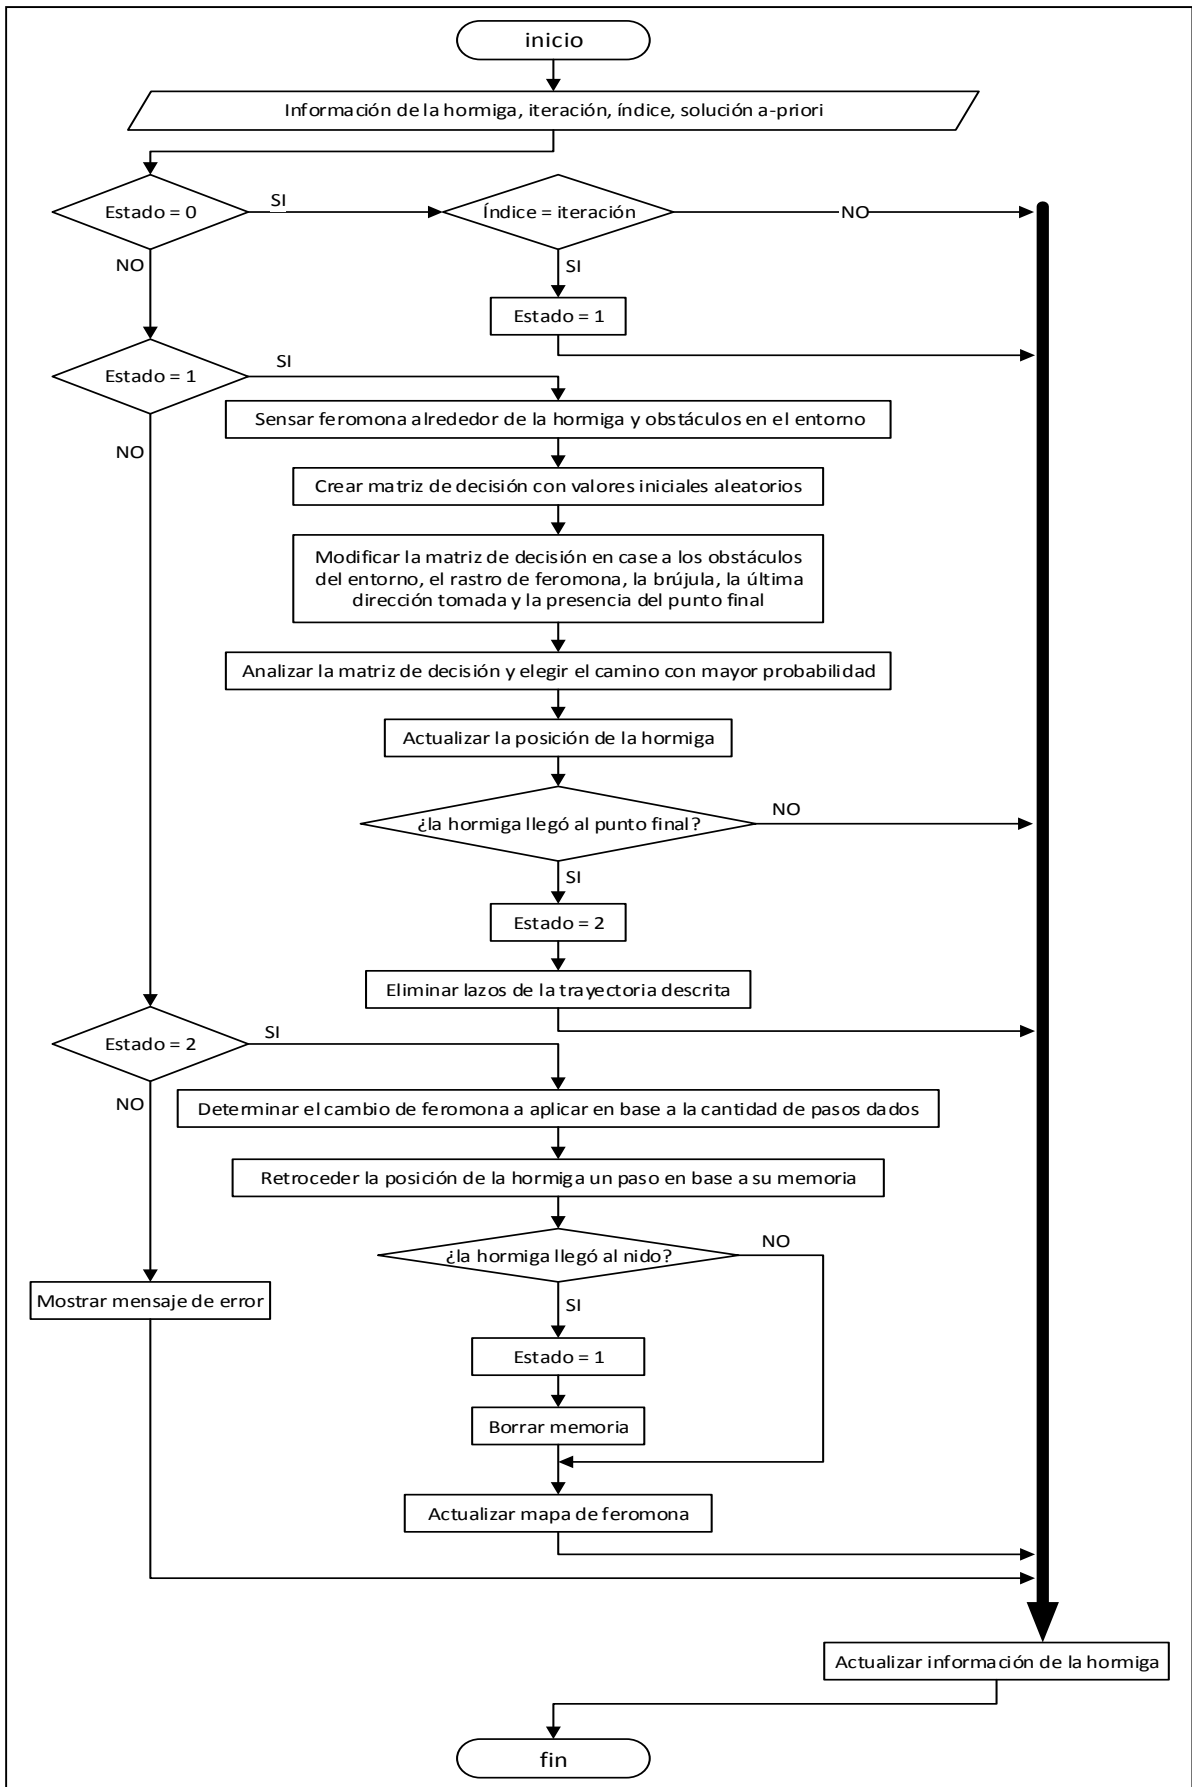 inicio
Información de la hormiga, iteración, índice, solución a-priori
Estado = 0
SI
Índice = iteración
NO
NO
SI
Estado = 1
Estado = 1
SI
NO
Sensar feromona alrededor de la hormiga y obstáculos en el entorno
Crear matriz de decisión con valores iniciales aleatorios
Modificar la matriz de decisión en case a los obstáculos
del entorno, el rastro de feromona, la brújula, la última
dirección tomada y la presencia del punto final
Analizar la matriz de decisión y elegir el camino con mayor probabilidad
Actualizar la posición de la hormiga
¿la hormiga llegó al punto final?
NO
SI
Estado = 2
Eliminar lazos de la trayectoria descrita
Estado = 2
SI
NO
Determinar el cambio de feromona a aplicar en base a la cantidad de pasos dados
Retroceder la posición de la hormiga un paso en base a su memoria
¿la hormiga llegó al nido?
NO
SI
Mostrar mensaje de error
Estado = 1
Borrar memoria
Actualizar mapa de feromona
Actualizar información de la hormiga
fin